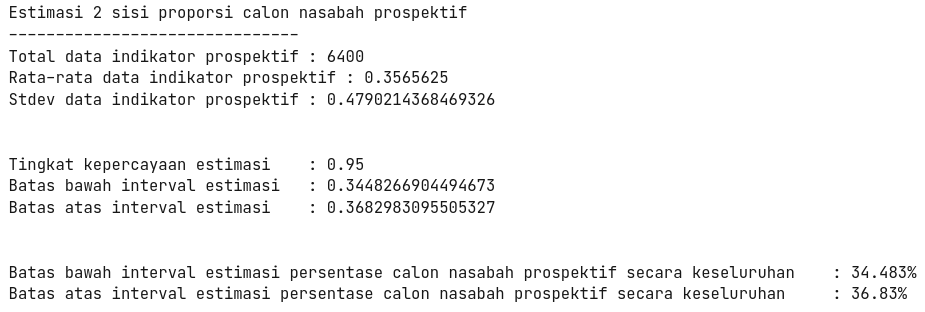 Estimasi 2 sisi proporsi calon nasabah prospektif
-------------------------------
Total data indikator prospektif : 6400
Rata-rata data indikator prospektif : 0.3565625
Stdev data indikator prospektif : 0.4790214368469326
Tingkat kepercayaan estimasi    : 0.95
Batas bawah interval estimasi   : 0.3448266904494673
Batas atas interval estimasi    : 0.3682983095505327
Batas bawah interval estimasi persentase calon nasabah prospektif secara keseluruhan    : 34.483%
Batas atas interval estimasi persentase calon nasabah prospektif secara keseluruhan     : 36.83%